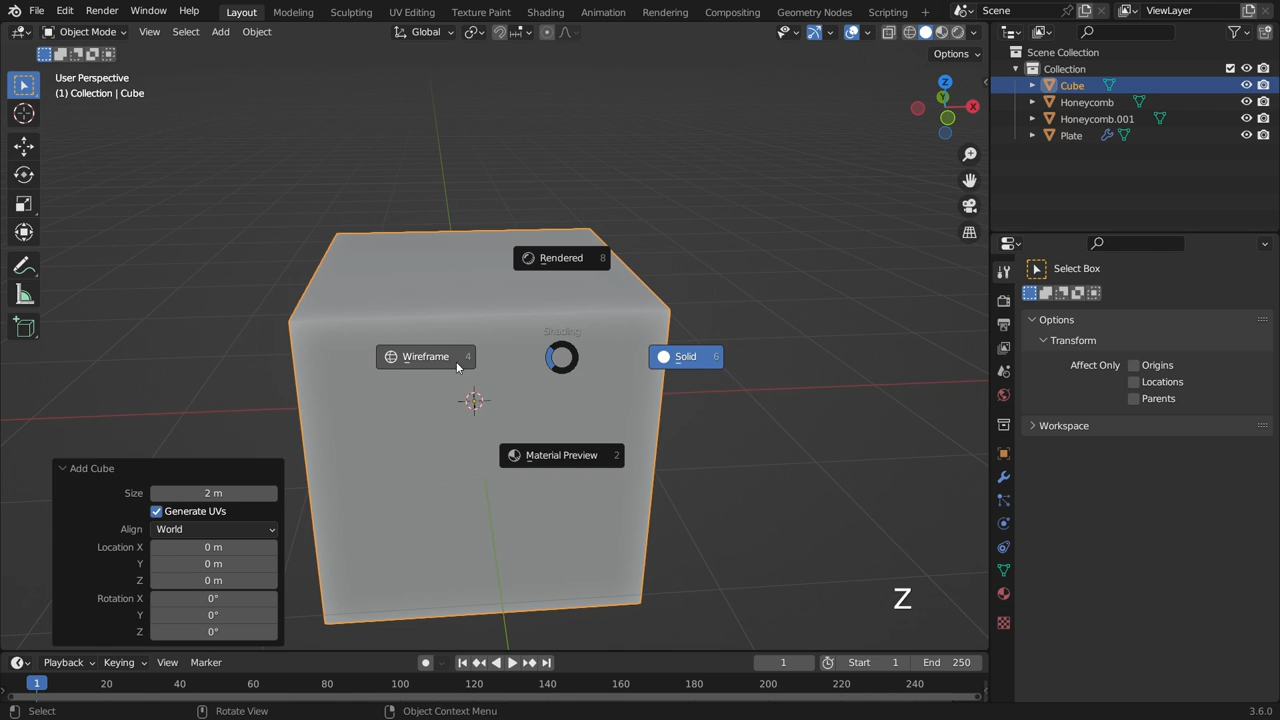 File Edit Render Window Help Layout Modeling Sculpting UV Editing Texture Paint Shading Animation Rendering Compositing Geometry Nodes Scripting Scene ViewLayer
Object Mode View Select Add Object Global
Options
User Perspective
(1) Collection | Cube
Z
Y
X
Scene Collection
Collection
Cube
Honeycomb
Honeycomb.001
Plate
Rendered 8
Shading
Wireframe 4
Solid 6
Material Preview 2
Select Box
Options
Transform
Affect Only Origins
Locations
Parents
Workspace
Add Cube
Size 2 m
Generate UVs
Align World
Location X 0 m
Y 0 m
Z 0 m
Rotation X 0°
Y 0°
Z 0°
Z
Playback Keying View Marker 1 Start 1 End 250
1 20 40 60 80 100 120 140 160 180 200 220 240
Select Rotate View Object Context Menu 3.6.0